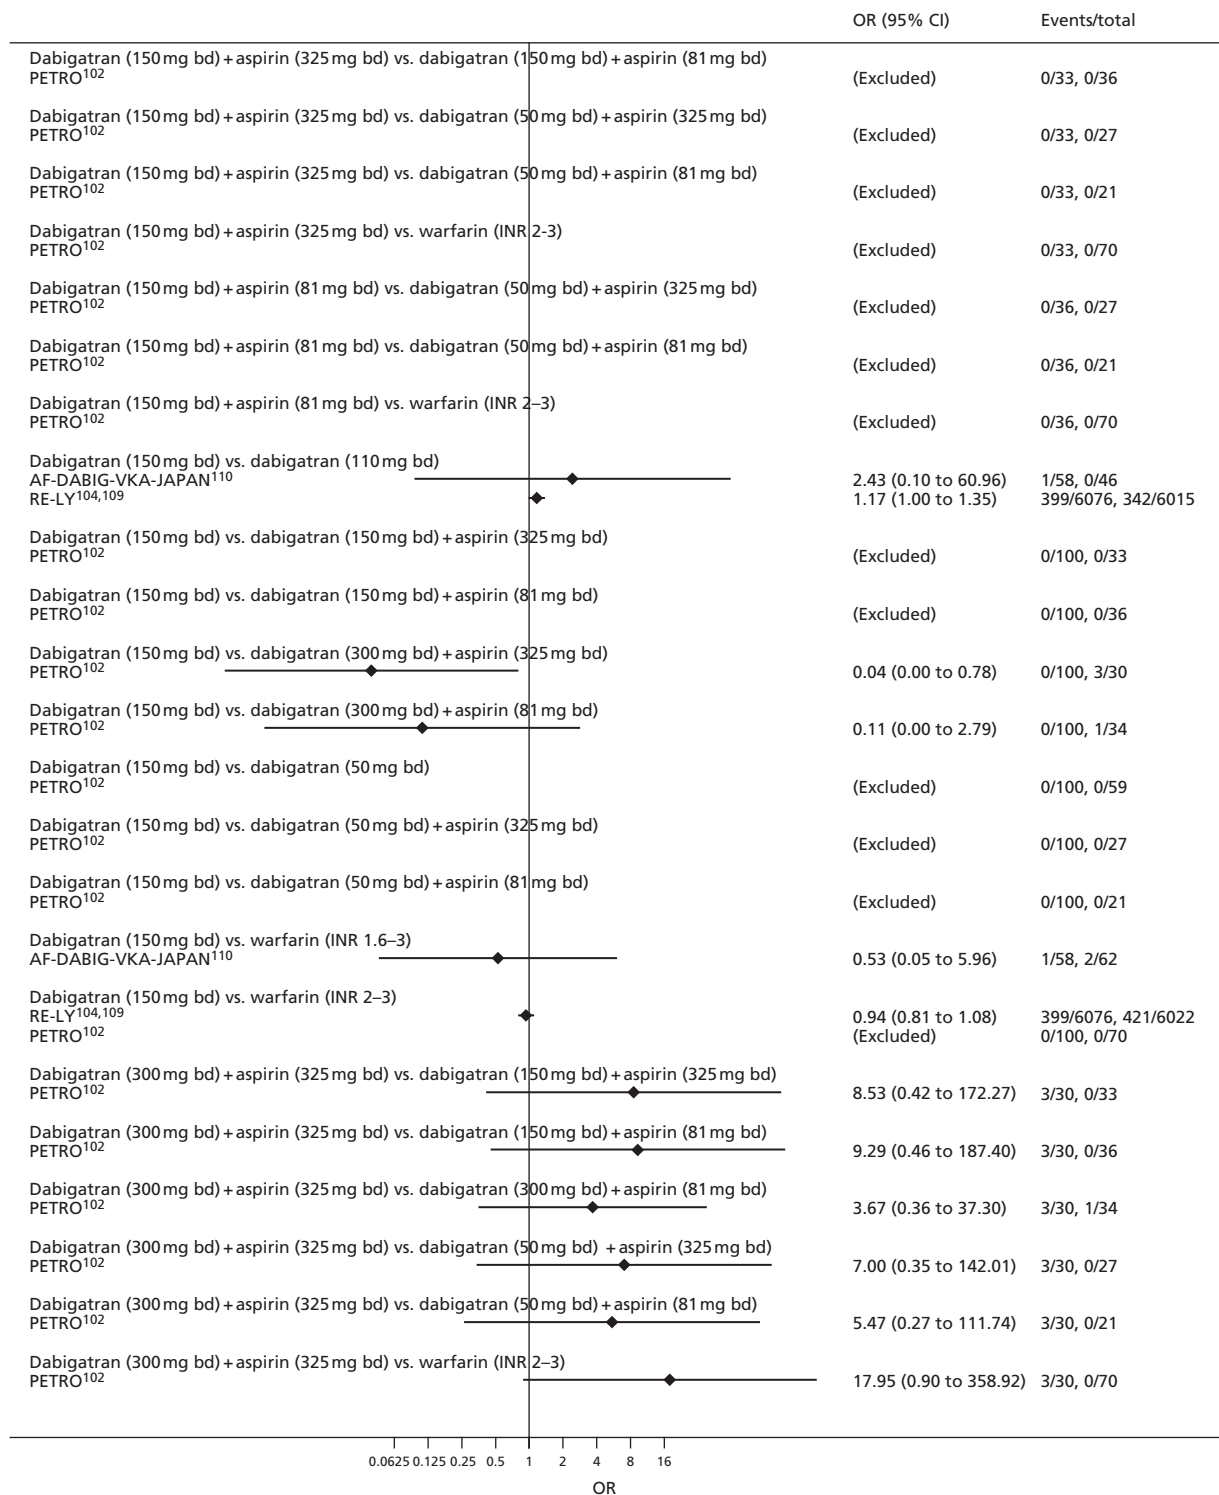 OR (95% CI) Events/total
Dabigatran (150 mg bd) + aspirin (325 mg bd) vs. dabigatran (150 mg bd) + aspirin (81 mg bd)
PETRO102 (Excluded) 0/33, 0/36
Dabigatran (150 mg bd) + aspirin (325 mg bd) vs. dabigatran (50 mg bd) + aspirin (325 mg bd)
PETRO102 (Excluded) 0/33, 0/27
Dabigatran (150 mg bd) + aspirin (325 mg bd) vs. dabigatran (50 mg bd) + aspirin (81 mg bd)
PETRO102 (Excluded) 0/33, 0/21
Dabigatran (150 mg bd) + aspirin (325 mg bd) vs. warfarin (INR 2-3)
PETRO102 (Excluded) 0/33, 0/70
Dabigatran (150 mg bd) + aspirin (81 mg bd) vs. dabigatran (50 mg bd) + aspirin (325 mg bd)
PETRO102 (Excluded) 0/36, 0/27
Dabigatran (150 mg bd) + aspirin (81 mg bd) vs. dabigatran (50 mg bd) + aspirin (81 mg bd)
PETRO102 (Excluded) 0/36, 0/21
Dabigatran (150 mg bd) + aspirin (81 mg bd) vs. warfarin (INR 2–3)
PETRO102 (Excluded) 0/36, 0/70
Dabigatran (150 mg bd) vs. dabigatran (110 mg bd)
AF-DABIG-VKA-JAPAN110 2.43 (0.10 to 60.96) 1/58, 0/46
RE-LY104,109 1.17 (1.00 to 1.35) 399/6076, 342/6015
Dabigatran (150 mg bd) vs. dabigatran (150 mg bd) + aspirin (325 mg bd)
PETRO102 (Excluded) 0/100, 0/33
Dabigatran (150 mg bd) vs. dabigatran (150 mg bd) + aspirin (81 mg bd)
PETRO102 (Excluded) 0/100, 0/36
Dabigatran (150 mg bd) vs. dabigatran (300 mg bd) + aspirin (325 mg bd)
PETRO102 0.04 (0.00 to 0.78) 0/100, 3/30
Dabigatran (150 mg bd) vs. dabigatran (300 mg bd) + aspirin (81 mg bd)
PETRO102 0.11 (0.00 to 2.79) 0/100, 1/34
Dabigatran (150 mg bd) vs. dabigatran (50 mg bd)
PETRO102 (Excluded) 0/100, 0/59
Dabigatran (150 mg bd) vs. dabigatran (50 mg bd) + aspirin (325 mg bd)
PETRO102 (Excluded) 0/100, 0/27
Dabigatran (150 mg bd) vs. dabigatran (50 mg bd) + aspirin (81 mg bd)
PETRO102 (Excluded) 0/100, 0/21
Dabigatran (150 mg bd) vs. warfarin (INR 1.6–3)
AF-DABIG-VKA-JAPAN110 0.53 (0.05 to 5.96) 1/58, 2/62
Dabigatran (150 mg bd) vs. warfarin (INR 2–3)
RE-LY104,109 0.94 (0.81 to 1.08) 399/6076, 421/6022
PETRO102 (Excluded) 0/100, 0/70
Dabigatran (300 mg bd) + aspirin (325 mg bd) vs. dabigatran (150 mg bd) + aspirin (325 mg bd)
PETRO102 8.53 (0.42 to 172.27) 3/30, 0/33
Dabigatran (300 mg bd) + aspirin (325 mg bd) vs. dabigatran (150 mg bd) + aspirin (81 mg bd)
PETRO102 9.29 (0.46 to 187.40) 3/30, 0/36
Dabigatran (300 mg bd) + aspirin (325 mg bd) vs. dabigatran (300 mg bd) + aspirin (81 mg bd)
PETRO102 3.67 (0.36 to 37.30) 3/30, 1/34
Dabigatran (300 mg bd) + aspirin (325 mg bd) vs. dabigatran (50 mg bd) + aspirin (325 mg bd)
PETRO102 7.00 (0.35 to 142.01) 3/30, 0/27
Dabigatran (300 mg bd) + aspirin (325 mg bd) vs. dabigatran (50 mg bd) + aspirin (81 mg bd)
PETRO102 5.47 (0.27 to 111.74) 3/30, 0/21
Dabigatran (300 mg bd) + aspirin (325 mg bd) vs. warfarin (INR 2–3)
PETRO102 17.95 (0.90 to 358.92) 3/30, 0/70
0.0625 0.125 0.25 0.5 1 2 4 8 16
OR